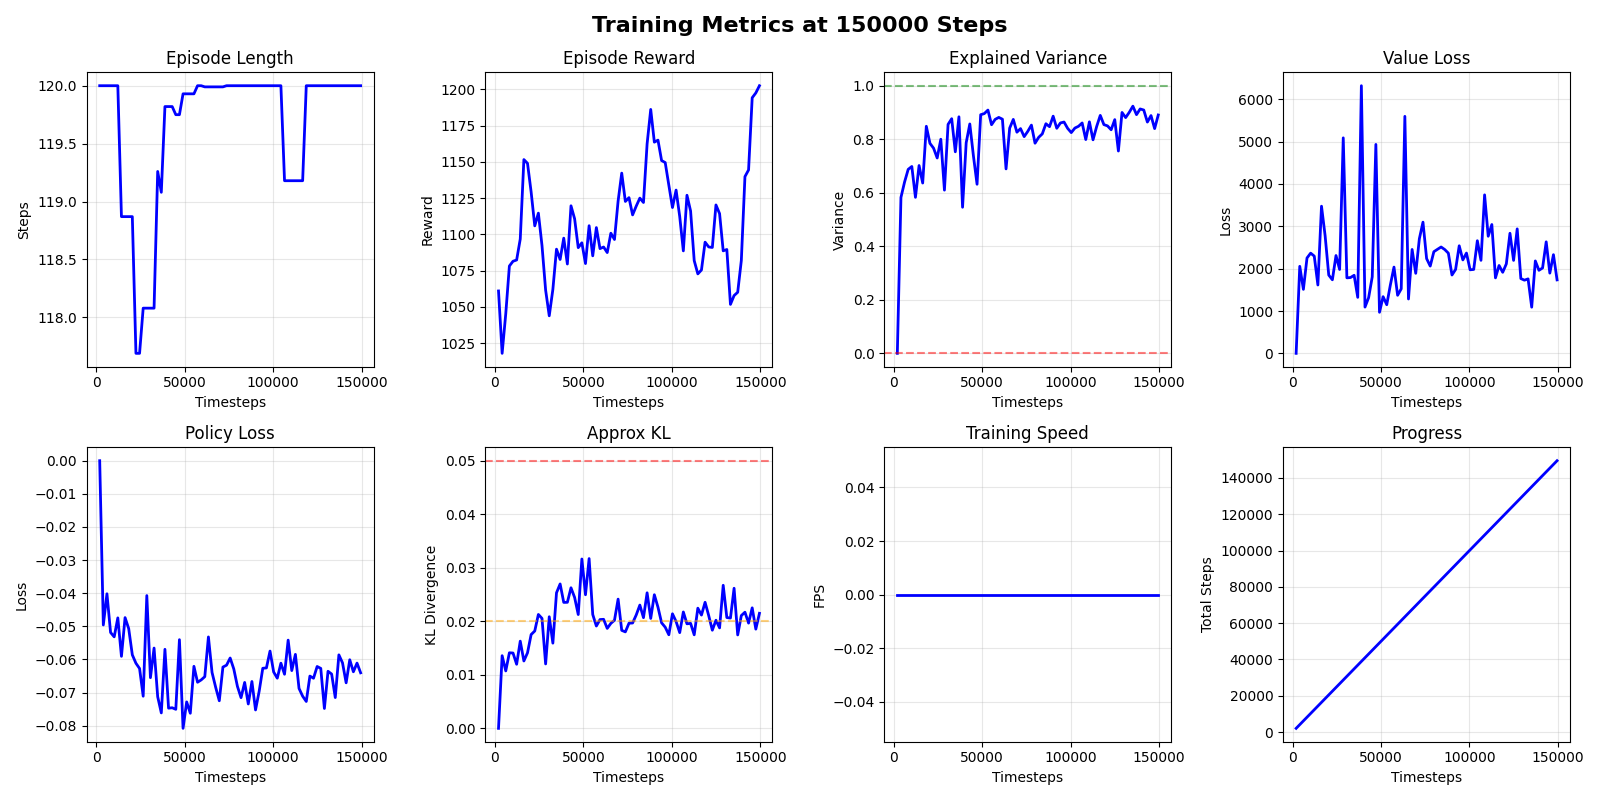 Training Metrics at 150000 Steps
Episode Length
Steps
120.0
119.5
119.0
118.5
118.0
0 50000 100000 150000
Timesteps
Episode Reward
Reward
1200
1175
1150
1125
1100
1075
1050
1025
0 50000 100000 150000
Timesteps
Explained Variance
Variance
1.0
0.8
0.6
0.4
0.2
0.0
0 50000 100000 150000
Timesteps
Value Loss
Loss
6000
5000
4000
3000
2000
1000
0
0 50000 100000 150000
Timesteps
Policy Loss
Loss
0.00
−0.01
−0.02
−0.03
−0.04
−0.05
−0.06
−0.07
−0.08
0 50000 100000 150000
Timesteps
Approx KL
KL Divergence
0.05
0.04
0.03
0.02
0.01
0.00
0 50000 100000 150000
Timesteps
Training Speed
FPS
0.04
0.02
0.00
−0.02
−0.04
0 50000 100000 150000
Timesteps
Progress
Total Steps
140000
120000
100000
80000
60000
40000
20000
0
0 50000 100000 150000
Timesteps